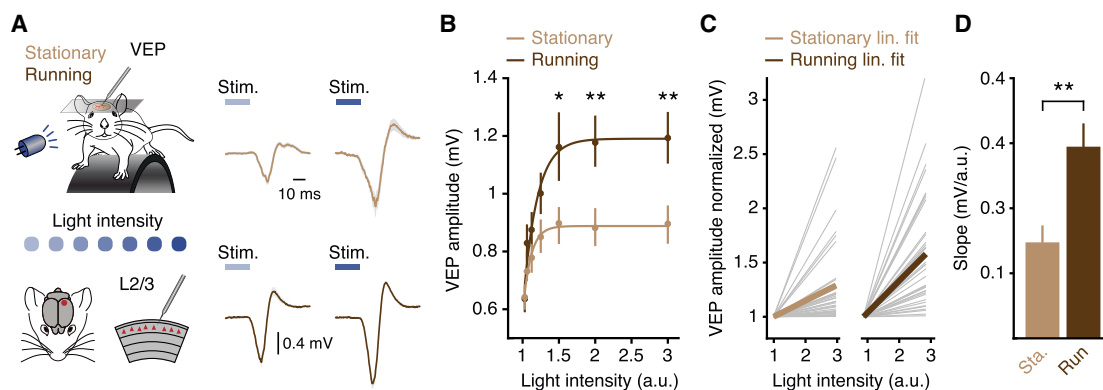 A
Stationary
Running
VEP
Light intensity
L2/3
Stim.
Stim.
10 ms
Stim.
Stim.
0.4 mV
B
Stationary
Running
VEP amplitude (mV)
1.4
1.2
1
0.8
0.6
*
**
**
1
1.5
2
2.5
3
Light intensity (a.u.)
C
Stationary lin. fit
Running lin. fit
VEP amplitude normalized (mV)
3
2.5
2
1.5
1
1
2
3
1
2
3
Light intensity (a.u.)
D
Slope (mV/a.u.)
0.4
0.4
0.3
0.1
**
Sta.
Run